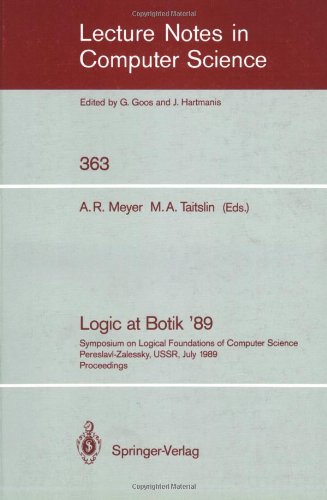 Lecture Notes in
Computer Science
Edited by G. Goos and J. Hartmanis
363
A.R. Meyer M.A. Taitslin (Eds.)
Logic at Botik '89
Symposium on Logical Foundations of Computer Science
Pereslavl-Zalessky, USSR, July 1989
Proceedings
Springer-Verlag